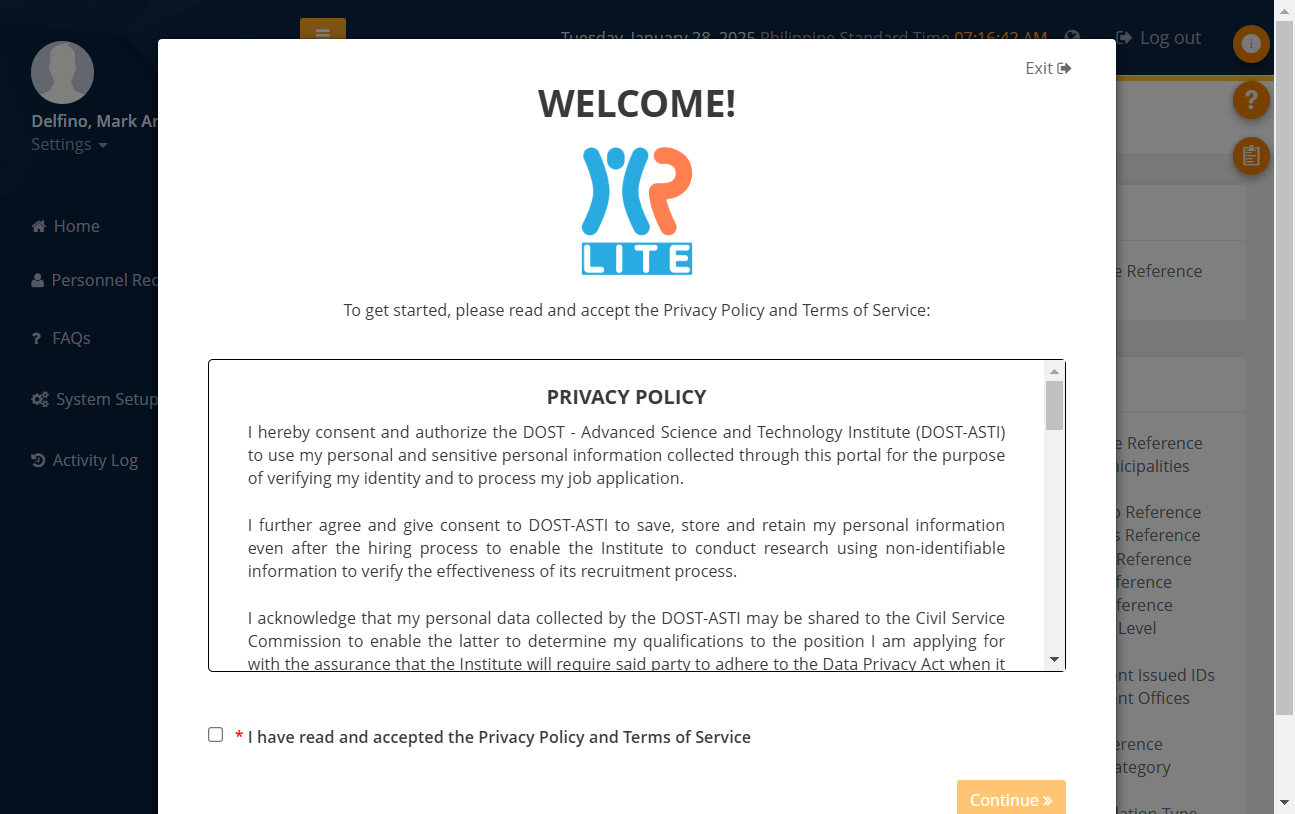 Tuesday, January 28, 2025 Philippine Standard Time 07:16:42 AM
Log out
Delfino, Mark
Settings
Home
Personnel
FAQs
System Setup
Activity Log
Exit
WELCOME!
LITE
To get started, please read and accept the Privacy Policy and Terms of Service:
PRIVACY POLICY
I hereby consent and authorize the DOST - Advanced Science and Technology Institute (DOST-ASTI)
to use my personal and sensitive personal information collected through this portal for the purpose
of verifying my identity and to process my job application.
I further agree and give consent to DOST-ASTI to save, store and retain my personal information
even after the hiring process to enable the Institute to conduct research using non-identifiable
information to verify the effectiveness of its recruitment process.
I acknowledge that my personal data collected by the DOST-ASTI may be shared to the Civil Service
Commission to enable the latter to determine my qualifications to the position I am applying for
with the assurance that the Institute will require said party to adhere to the Data Privacy Act when it
* I have read and accepted the Privacy Policy and Terms of Service
Continue »
Reference
Reference
Reference
Reference
Reference
Level
Issued IDs
Offices
Type